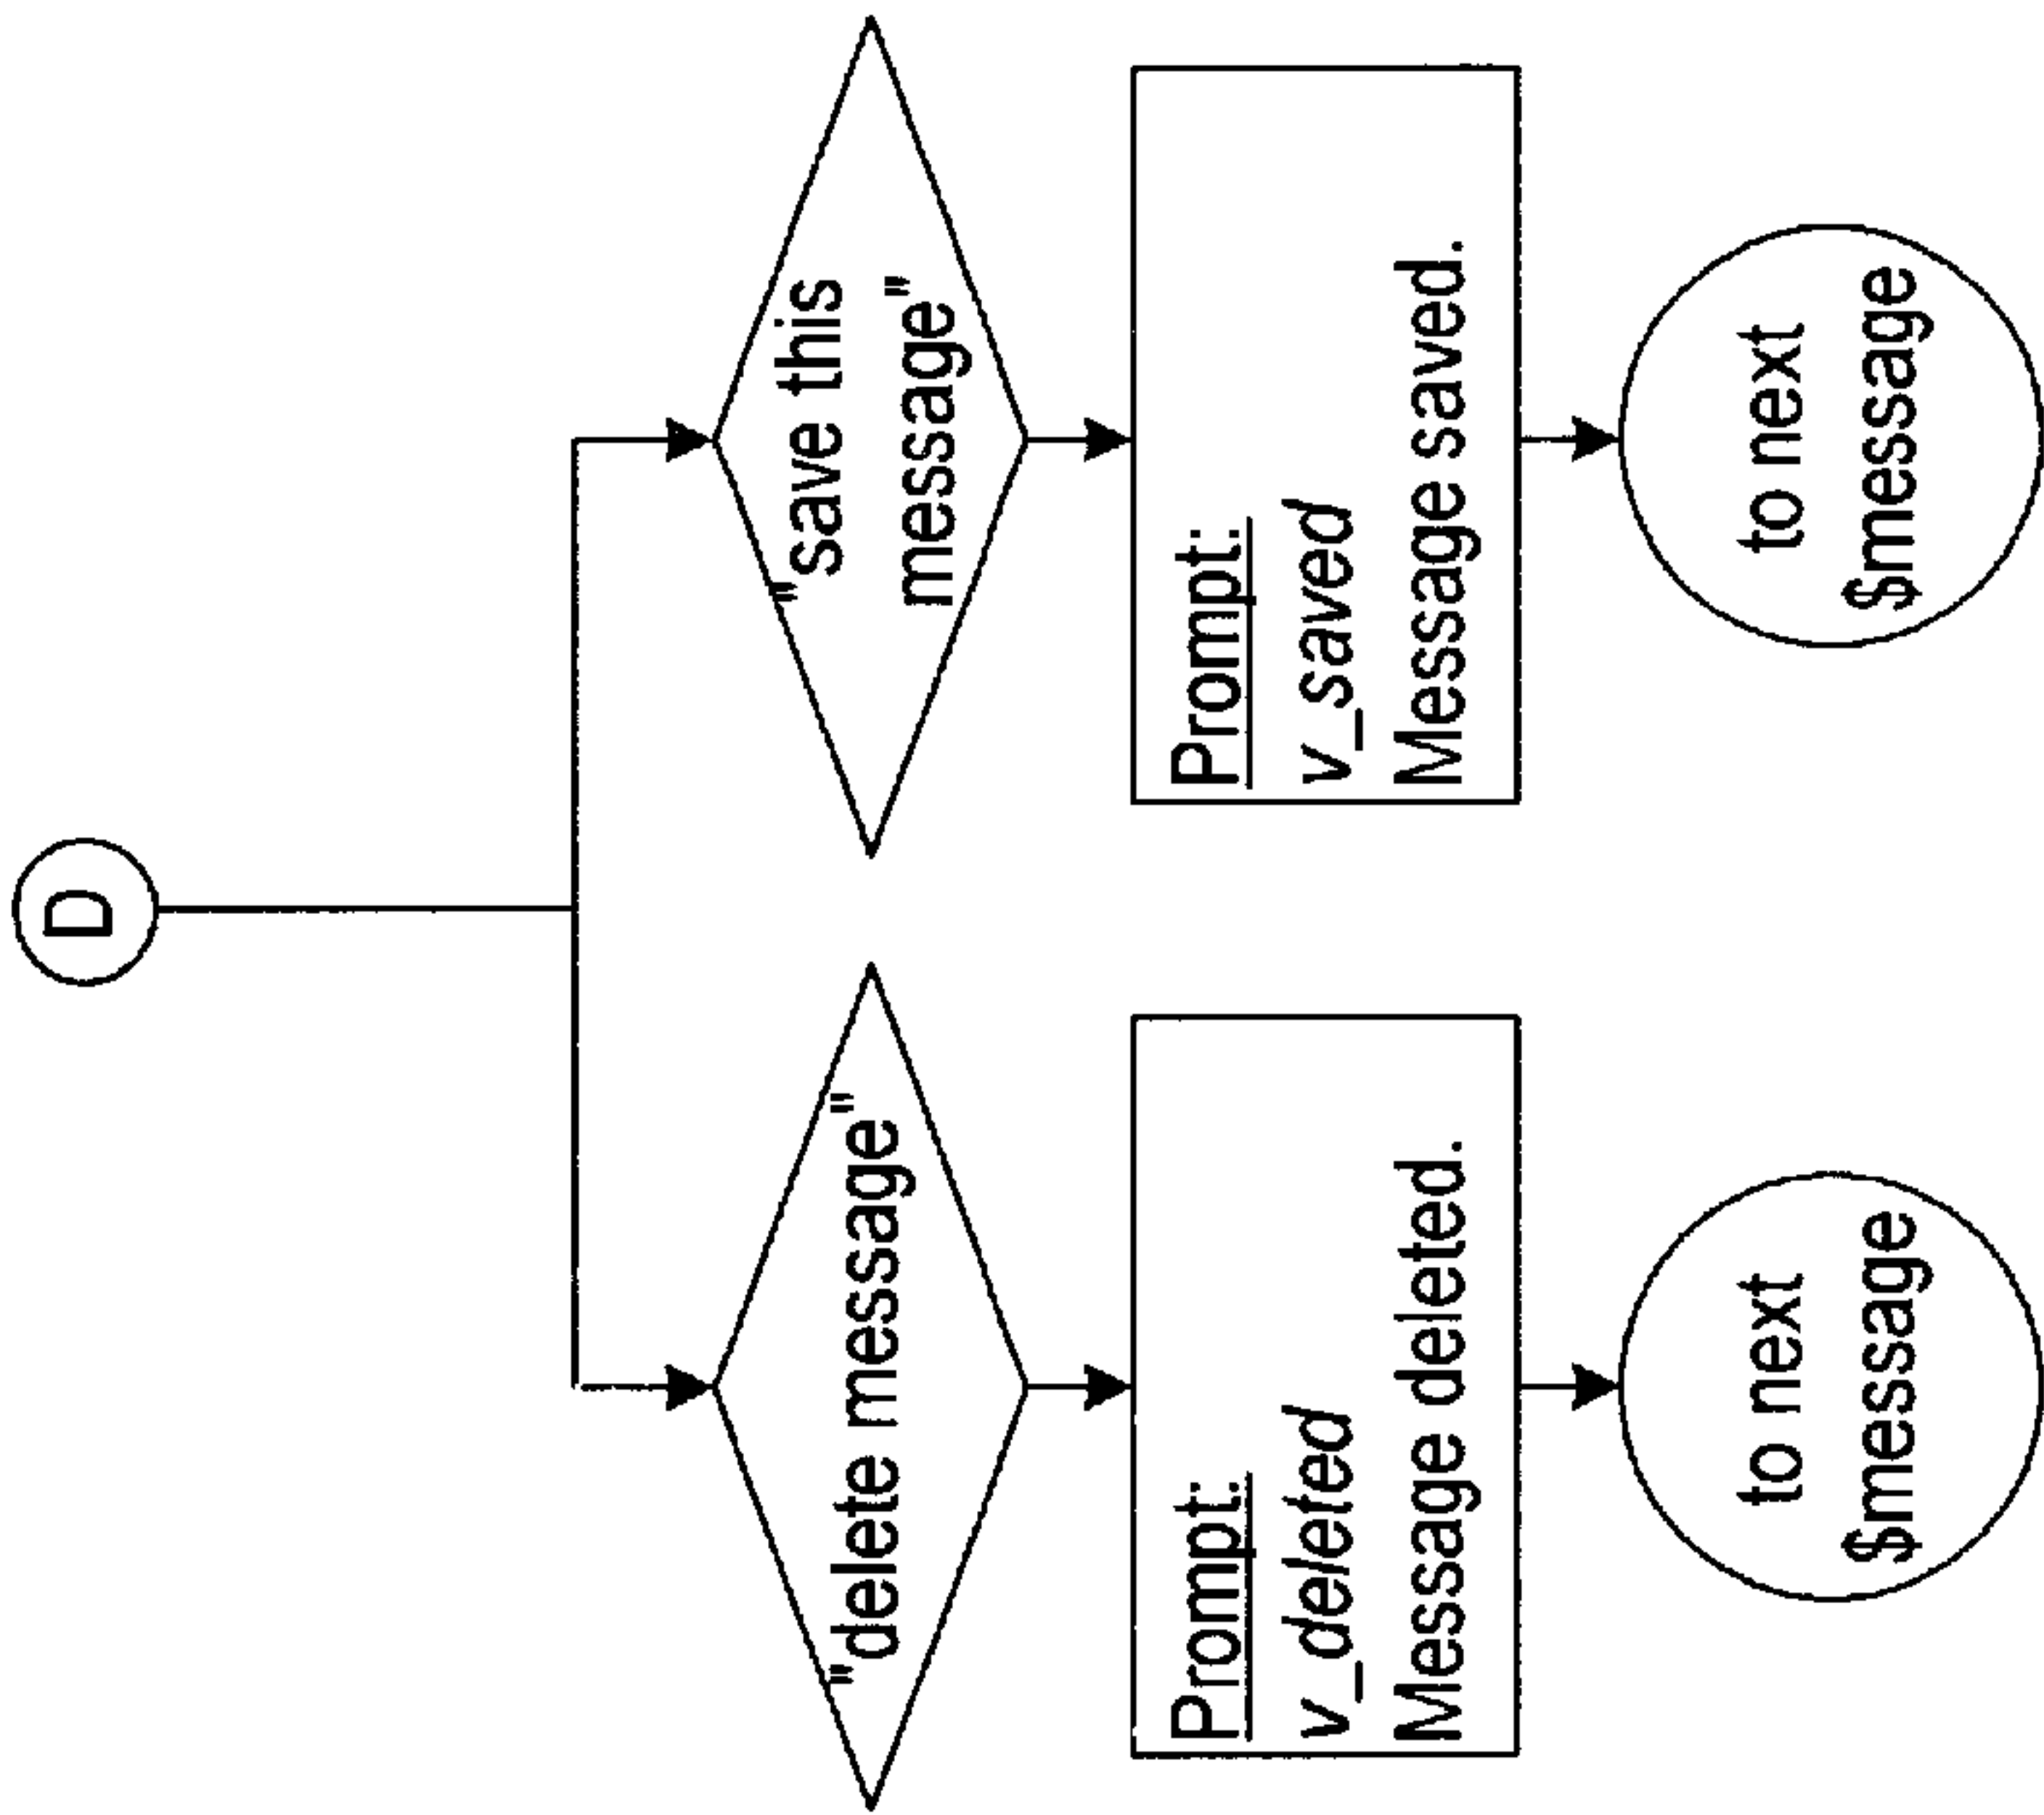 D
"delete message"
"save this
message"
Prompt:
v_deleted
Message deleted.
Prompt:
v_saved
Message saved.
to next
$message
to next
$message